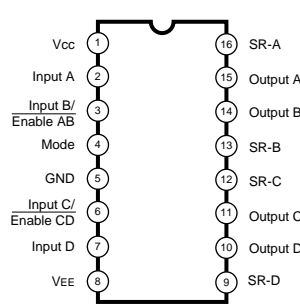 Vcc 1
Input A 2
Input B/
Enable AB 3
Mode 4
GND 5
Input C/
Enable CD 6
Input D 7
VEE 8
16 SR-A
15 Output A
14 Output B
13 SR-B
12 SR-C
11 Output C
10 Output D
9 SR-D